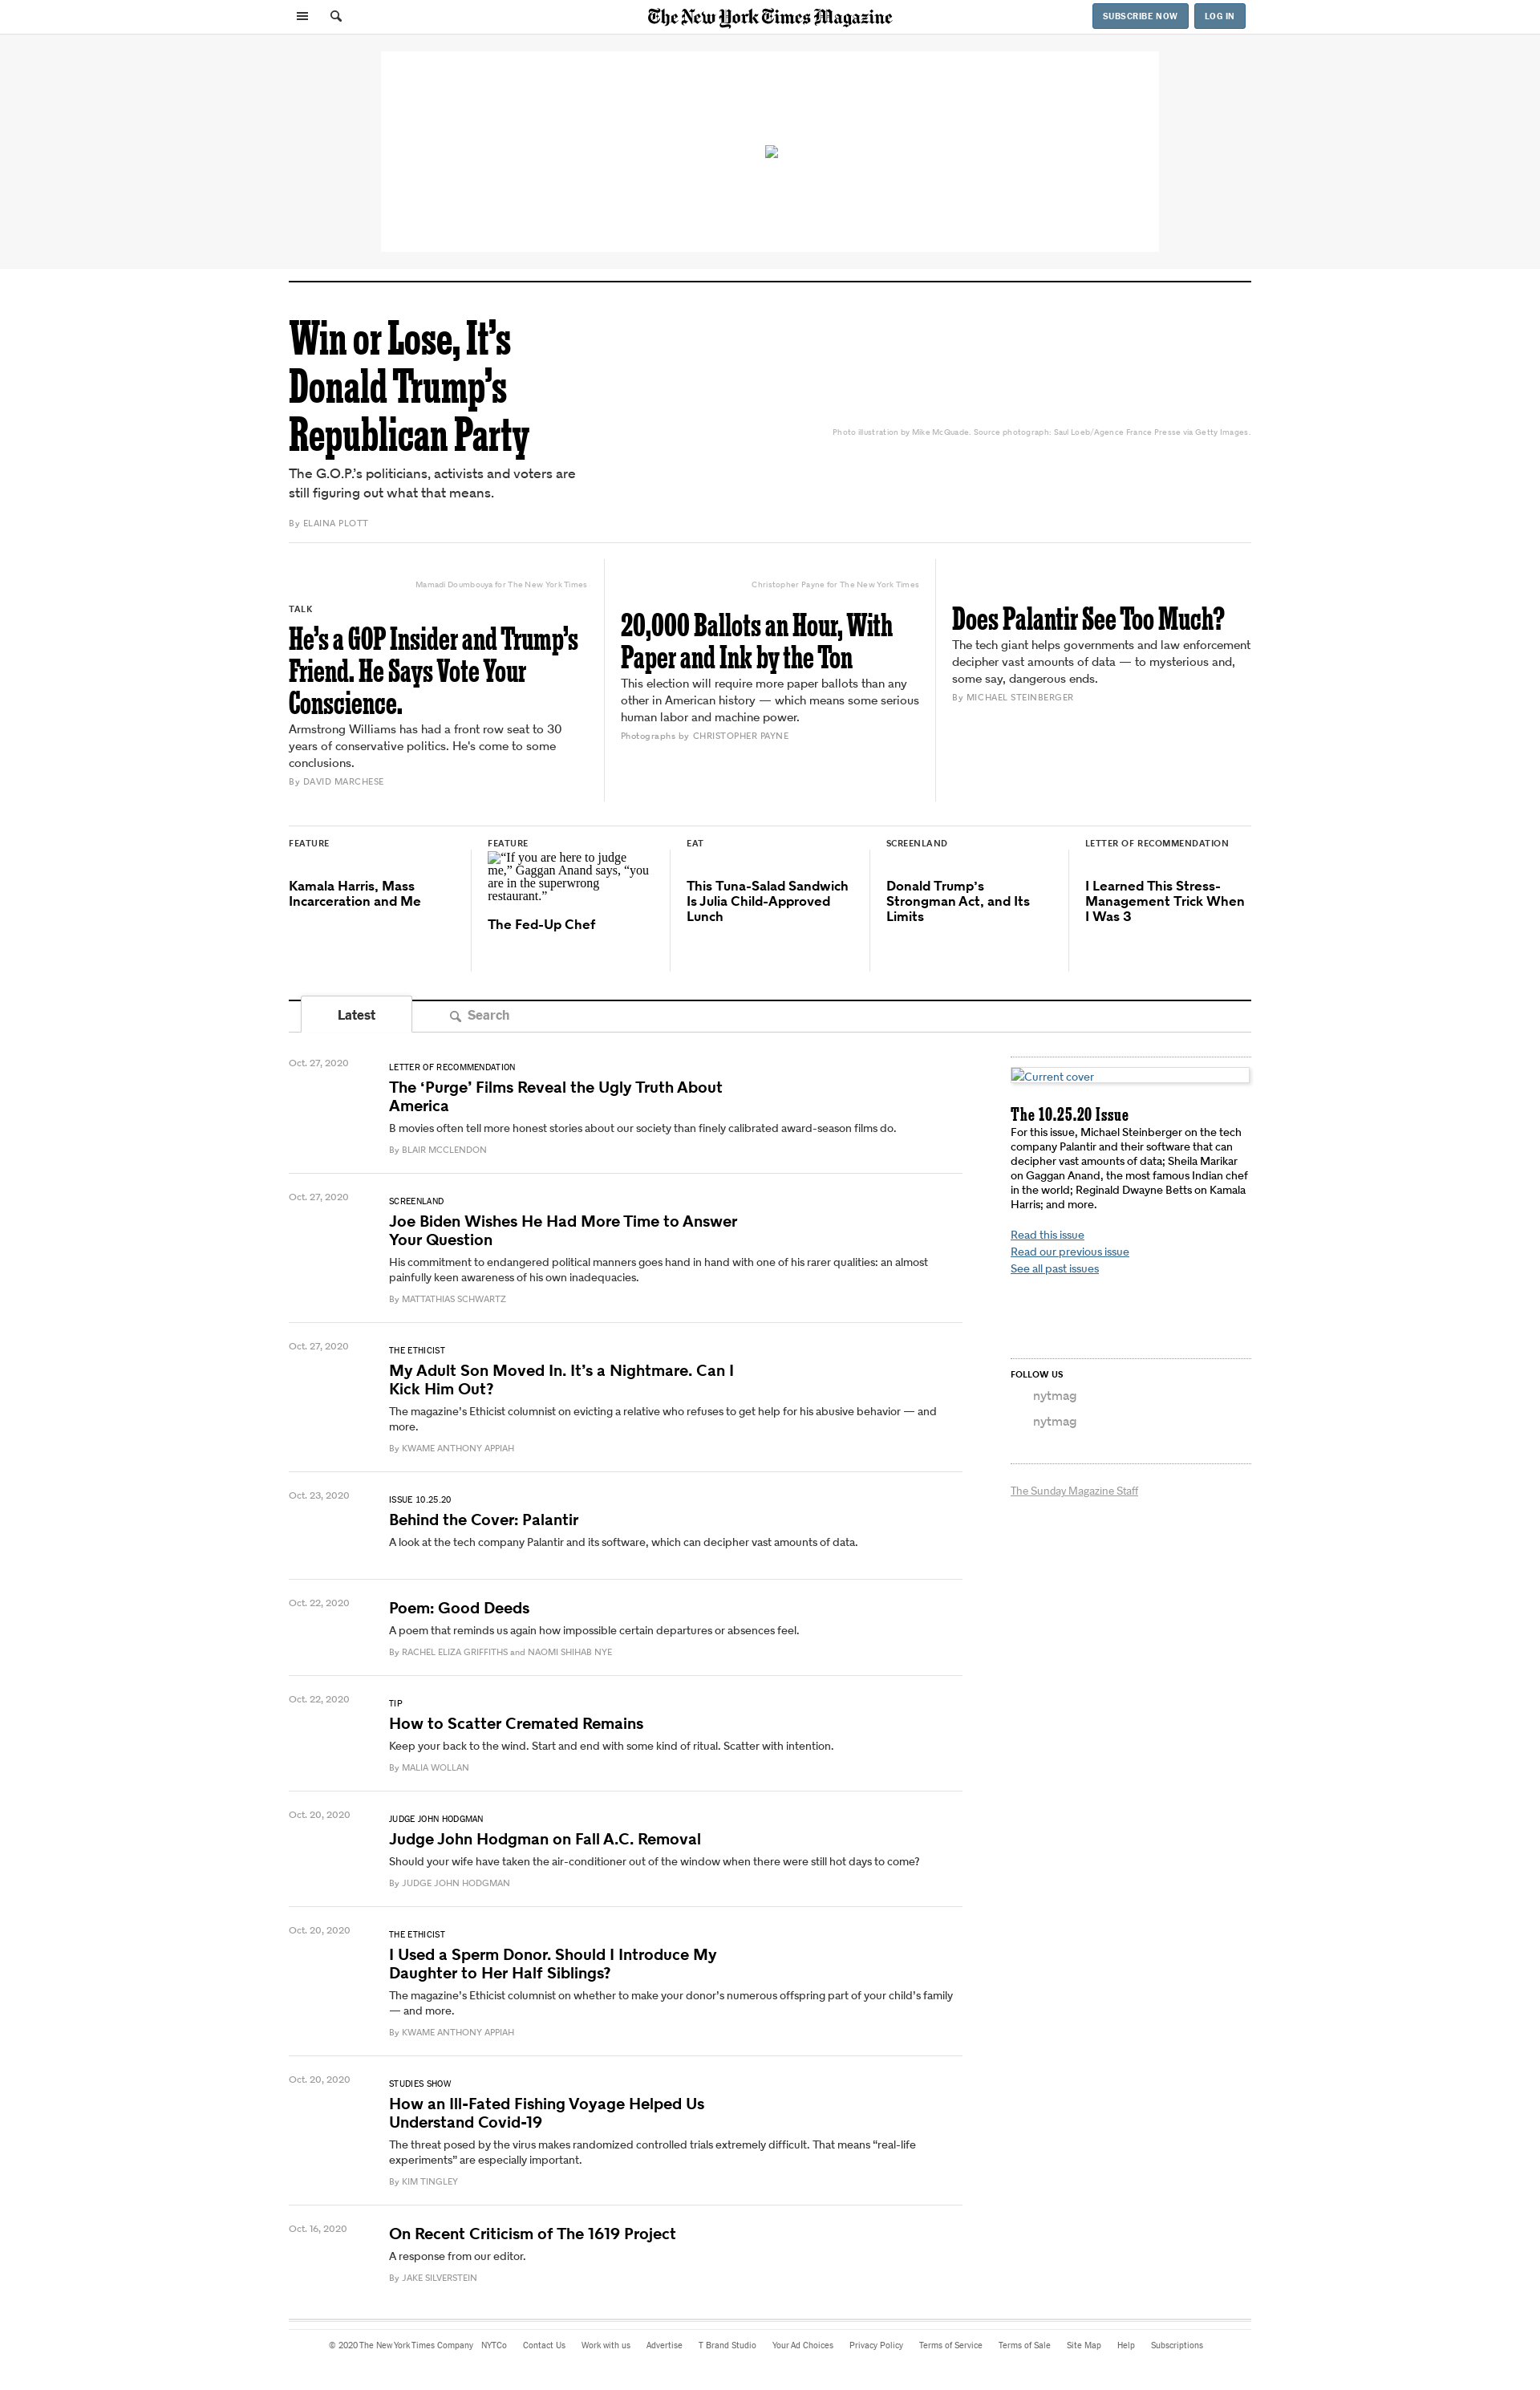 The New York Times Magazine
SUBSCRIBE NOW
LOG IN
Win or Lose, It’s
Donald Trump’s
Republican Party
The G.O.P.’s politicians, activists and voters are
still figuring out what that means.
By ELAINA PLOTT
Photo illustration by Mike McQuade. Source photograph: Saul Loeb/Agence France Presse via Getty Images.
Mamadi Doumbouya for The New York Times
TALK
He’s a GOP Insider and Trump’s
Friend. He Says Vote Your
Conscience.
Armstrong Williams has had a front row seat to 30
years of conservative politics. He's come to some
conclusions.
By DAVID MARCHESE
Christopher Payne for The New York Times
20,000 Ballots an Hour, With
Paper and Ink by the Ton
This election will require more paper ballots than any
other in American history — which means some serious
human labor and machine power.
Photographs by CHRISTOPHER PAYNE
Does Palantir See Too Much?
The tech giant helps governments and law enforcement
decipher vast amounts of data — to mysterious and,
some say, dangerous ends.
By MICHAEL STEINBERGER
FEATURE
Kamala Harris, Mass
Incarceration and Me
FEATURE
“If you are here to judge
me,” Gaggan Anand says, “you
are in the superwrong
restaurant.”
The Fed-Up Chef
EAT
This Tuna-Salad Sandwich
Is Julia Child-Approved
Lunch
SCREENLAND
Donald Trump’s
Strongman Act, and Its
Limits
LETTER OF RECOMMENDATION
I Learned This Stress-
Management Trick When
I Was 3
Latest
Search
Oct. 27, 2020
LETTER OF RECOMMENDATION
The ‘Purge’ Films Reveal the Ugly Truth About
America
B movies often tell more honest stories about our society than finely calibrated award-season films do.
By BLAIR MCCLENDON
Oct. 27, 2020
SCREENLAND
Joe Biden Wishes He Had More Time to Answer
Your Question
His commitment to endangered political manners goes hand in hand with one of his rarer qualities: an almost
painfully keen awareness of his own inadequacies.
By MATTATHIAS SCHWARTZ
Oct. 27, 2020
THE ETHICIST
My Adult Son Moved In. It’s a Nightmare. Can I
Kick Him Out?
The magazine’s Ethicist columnist on evicting a relative who refuses to get help for his abusive behavior — and
more.
By KWAME ANTHONY APPIAH
Oct. 23, 2020
ISSUE 10.25.20
Behind the Cover: Palantir
A look at the tech company Palantir and its software, which can decipher vast amounts of data.
Oct. 22, 2020
Poem: Good Deeds
A poem that reminds us again how impossible certain departures or absences feel.
By RACHEL ELIZA GRIFFITHS and NAOMI SHIHAB NYE
Oct. 22, 2020
TIP
How to Scatter Cremated Remains
Keep your back to the wind. Start and end with some kind of ritual. Scatter with intention.
By MALIA WOLLAN
Oct. 20, 2020
JUDGE JOHN HODGMAN
Judge John Hodgman on Fall A.C. Removal
Should your wife have taken the air-conditioner out of the window when there were still hot days to come?
By JUDGE JOHN HODGMAN
Oct. 20, 2020
THE ETHICIST
I Used a Sperm Donor. Should I Introduce My
Daughter to Her Half Siblings?
The magazine’s Ethicist columnist on whether to make your donor’s numerous offspring part of your child’s family
— and more.
By KWAME ANTHONY APPIAH
Oct. 20, 2020
STUDIES SHOW
How an Ill-Fated Fishing Voyage Helped Us
Understand Covid-19
The threat posed by the virus makes randomized controlled trials extremely difficult. That means “real-life
experiments” are especially important.
By KIM TINGLEY
Oct. 16, 2020
On Recent Criticism of The 1619 Project
A response from our editor.
By JAKE SILVERSTEIN
Current cover
The 10.25.20 Issue
For this issue, Michael Steinberger on the tech
company Palantir and their software that can
decipher vast amounts of data; Sheila Marikar
on Gaggan Anand, the most famous Indian chef
in the world; Reginald Dwayne Betts on Kamala
Harris; and more.
Read this issue
Read our previous issue
See all past issues
FOLLOW US
nytmag
nytmag
The Sunday Magazine Staff
© 2020 The New York Times Company NYTCo Contact Us Work with us Advertise T Brand Studio Your Ad Choices Privacy Policy Terms of Service Terms of Sale Site Map Help Subscriptions